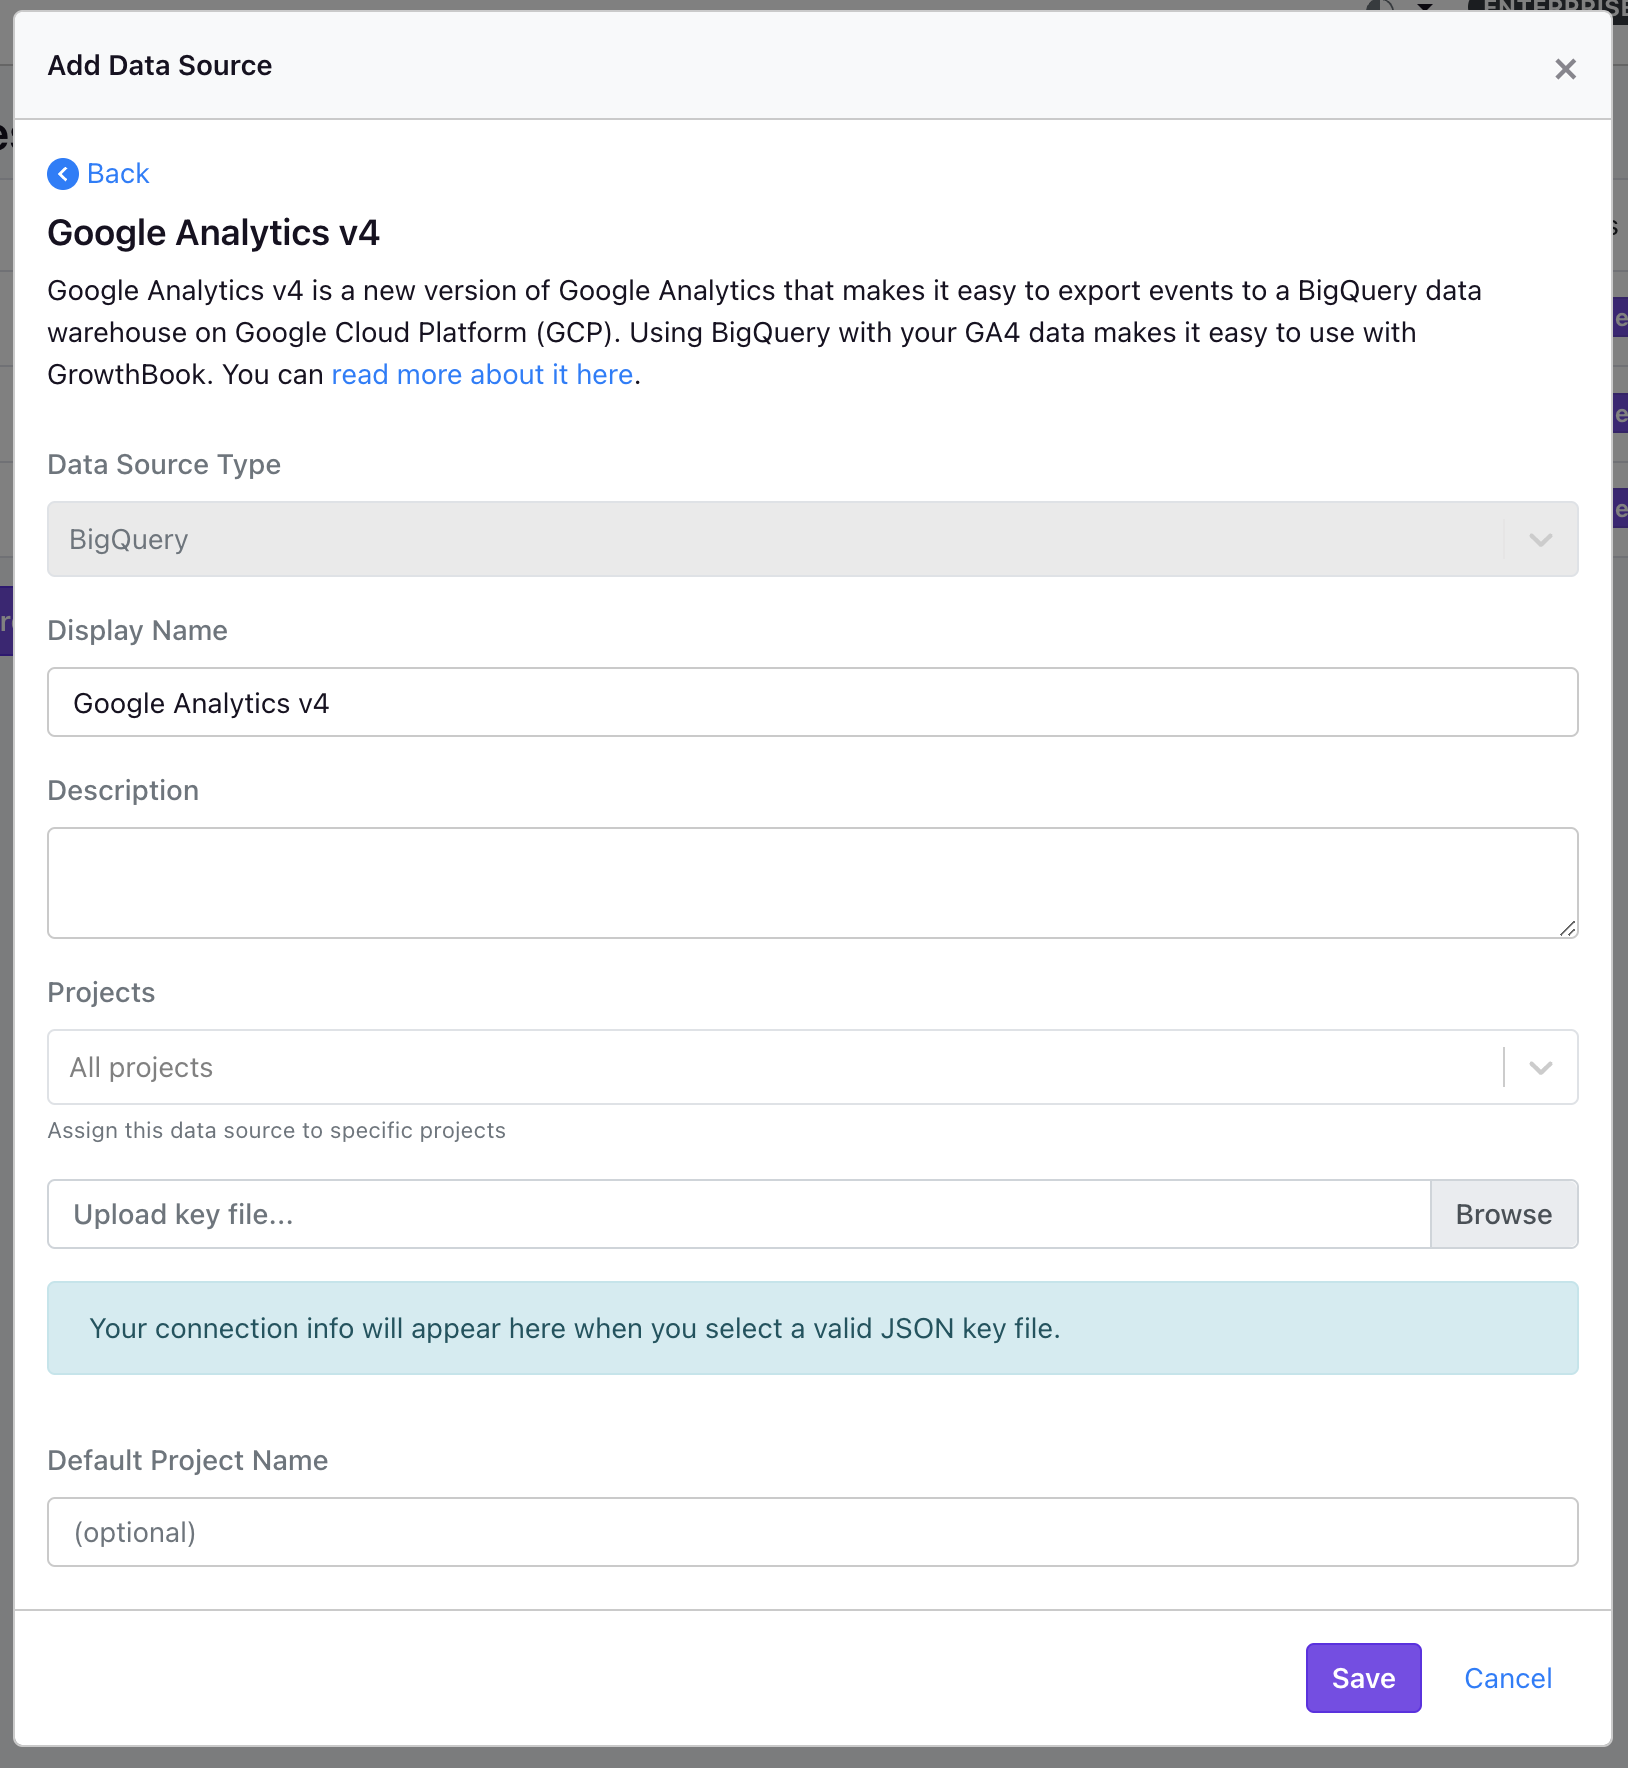 Add Data Source
Back
Google Analytics v4
Google Analytics v4 is a new version of Google Analytics that makes it easy to export events to a BigQuery data
warehouse on Google Cloud Platform (GCP). Using BigQuery with your GA4 data makes it easy to use with
GrowthBook. You can read more about it here.
Data Source Type
BigQuery
Display Name
Google Analytics v4
Description
Projects
All projects
Assign this data source to specific projects
Upload key file...
Browse
Your connection info will appear here when you select a valid JSON key file.
Default Project Name
(optional)
Save
Cancel